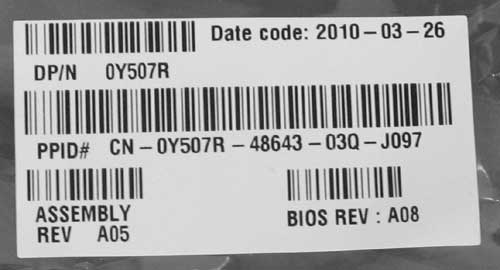 Date code: 2010-03-26
DP/N 0Y507R
PPID# CN-0Y507R-48643-03Q-J097
ASSEMBLY
REV A05
BIOS REV : A08